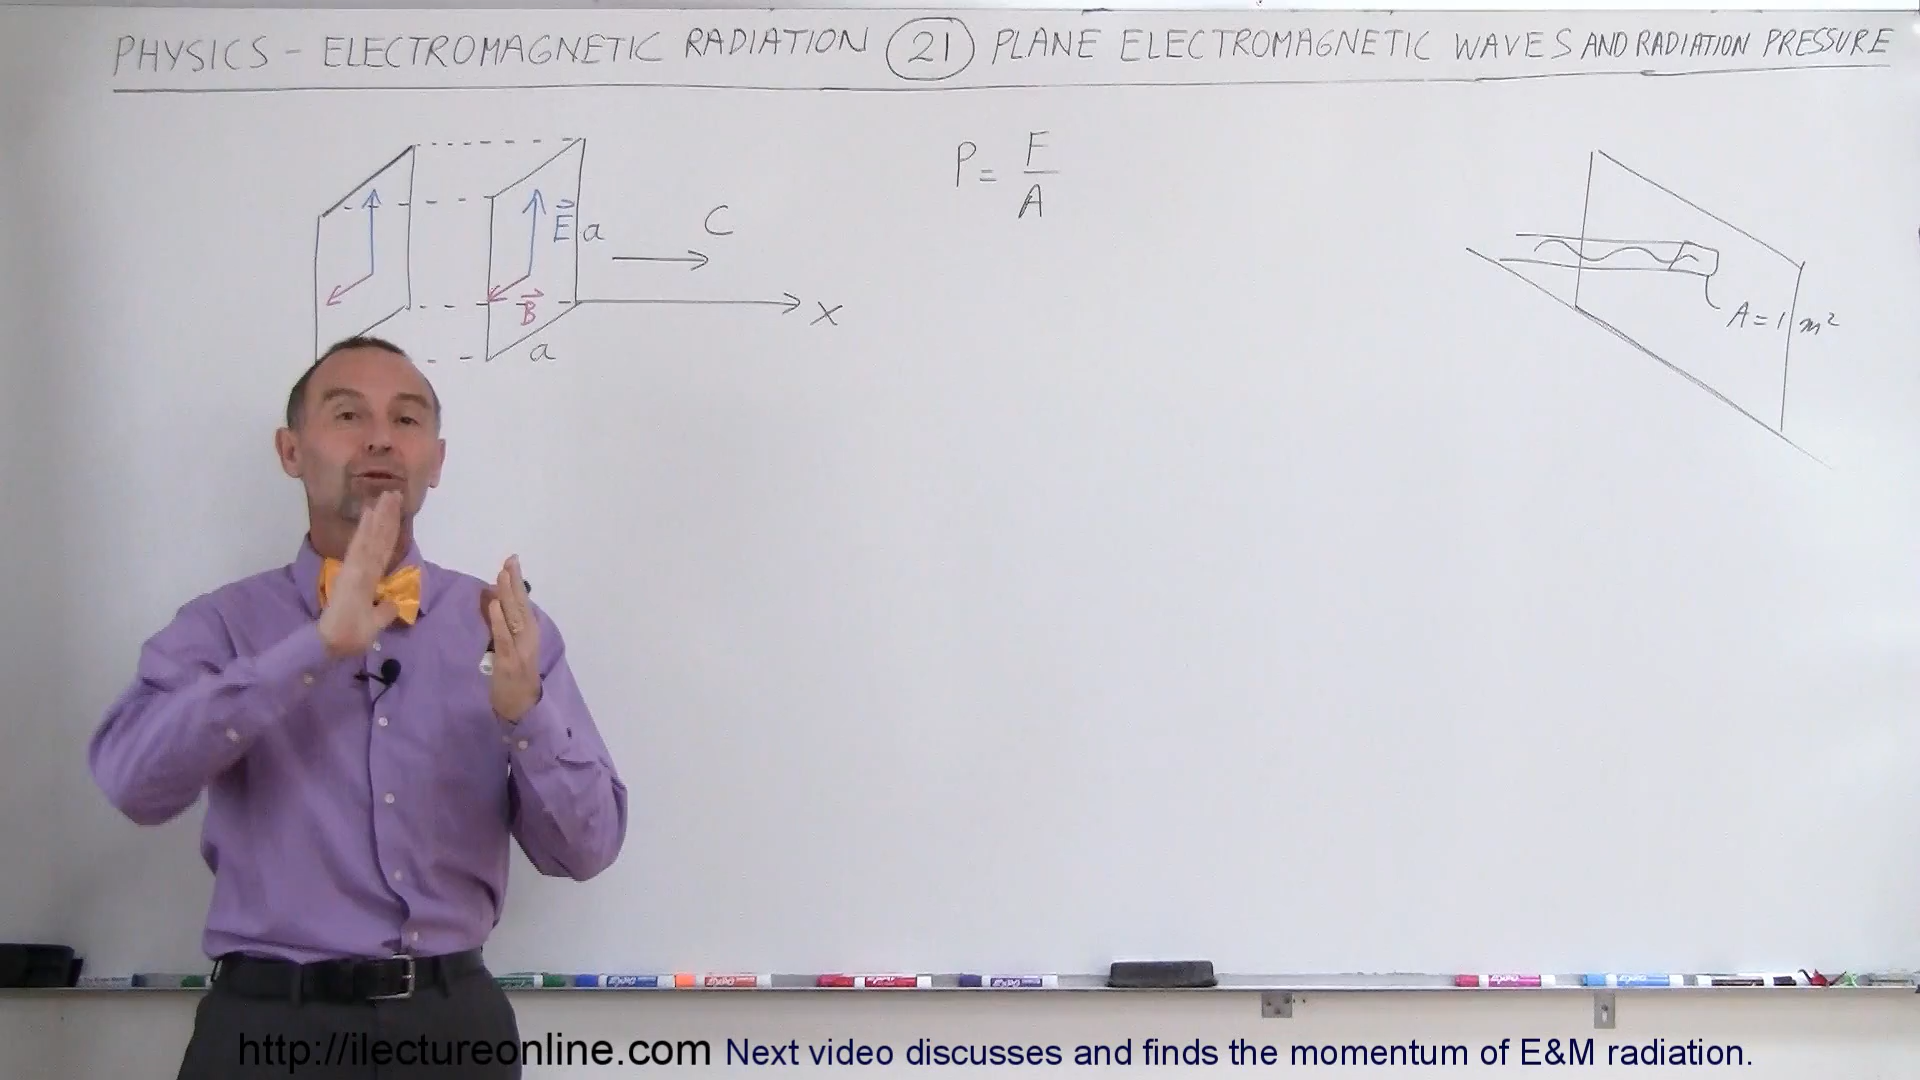 PHYSICS - ELECTROMAGNETIC RADIATION 21 PLANE ELECTROMAGNETIC WAVES AND RADIATION PRESSURE
P = F
A
E
a
C
B
X
a
A = 1 m²
http://ilectureonline.com Next video discusses and finds the momentum of E&M radiation.